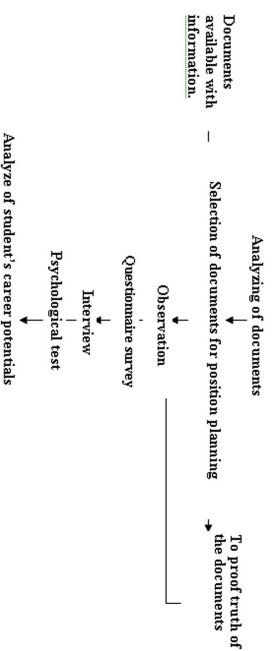 Analyzing of documents
Documents
available with
information.
–
Selection of documents for position planning
To proof truth of
the documents
Observation
Questionnaire survey
Interview
Psychological test
Analyze of student's career potentials